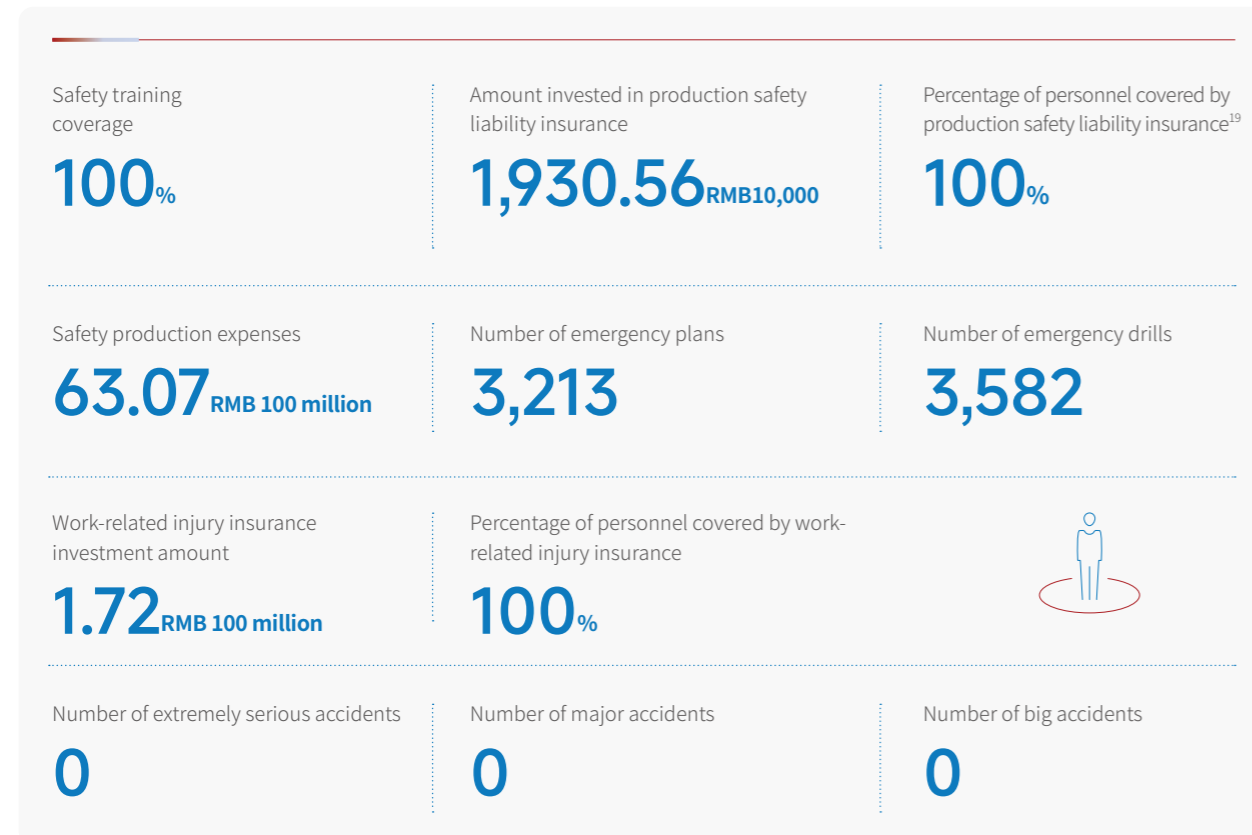 Safety training
coverage
100%
Amount invested in production safety
liability insurance
1,930.56RMB10,000
Percentage of personnel covered by
production safety liability insurance19
100%
Safety production expenses
63.07RMB 100 million
Number of emergency plans
3,213
Number of emergency drills
3,582
Work-related injury insurance
investment amount
1.72RMB 100 million
Percentage of personnel covered by work-
related injury insurance
100%
Number of extremely serious accidents
0
Number of major accidents
0
Number of big accidents
0